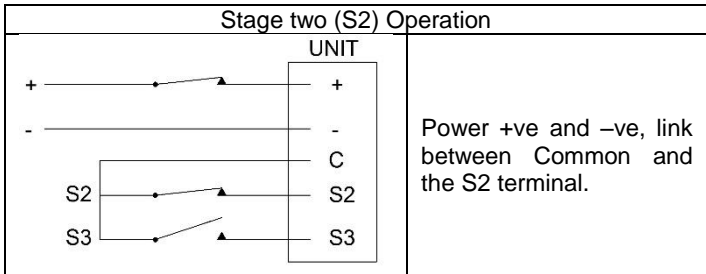 Stage two (S2) Operation
UNIT
+ +
- -
C
S2 S2
S3 S3
Power +ve and –ve, link
between Common and
the S2 terminal.